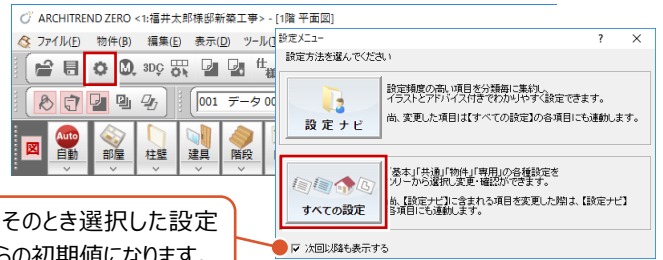 ARCHITREND ZERO <1:福井太郎様邸新築工事> - [1階 平面図]
ファイル(F) 物件(B) 編集(E) 表示(D) ツール(
設定メニュー ? ×
設定方法を選んでください
設定ナビ
設定頻度の高い項目を分類毎に集約し、
イラストとアドバイス付きでわかりやすく設定できます。
尚、変更した項目は【すべての設定】の各項目にも連動します。
3DPG
001 データ 00
図
Auto
自動 部屋 柱壁 建具 階段
すべての設定
「基本」「共通」「物件」「専用」の各種設定を
ツリーから選択し変更・確認ができます。
尚、【設定ナビ】に含まれる項目を変更した際は、【設定ナビ】
各項目にも連動します。
次回以降も表示する
そのとき選択した設定
らの初期値になります。